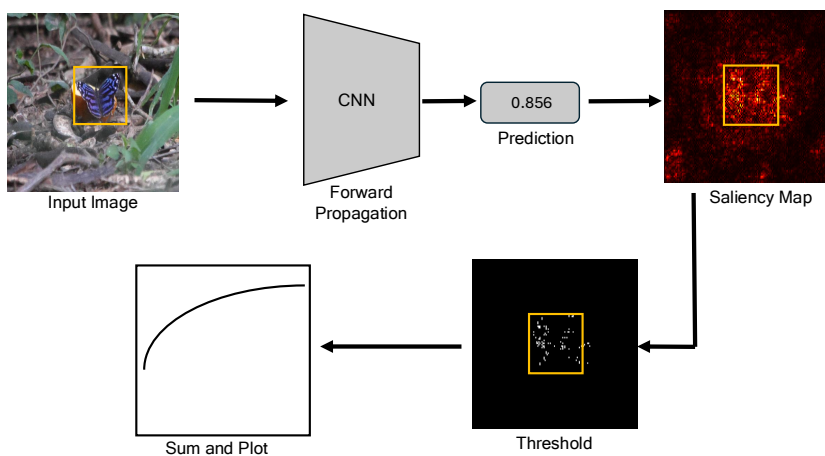 Input Image
CNN
Forward
Propagation
0.856
Prediction
Saliency Map
Sum and Plot
Threshold